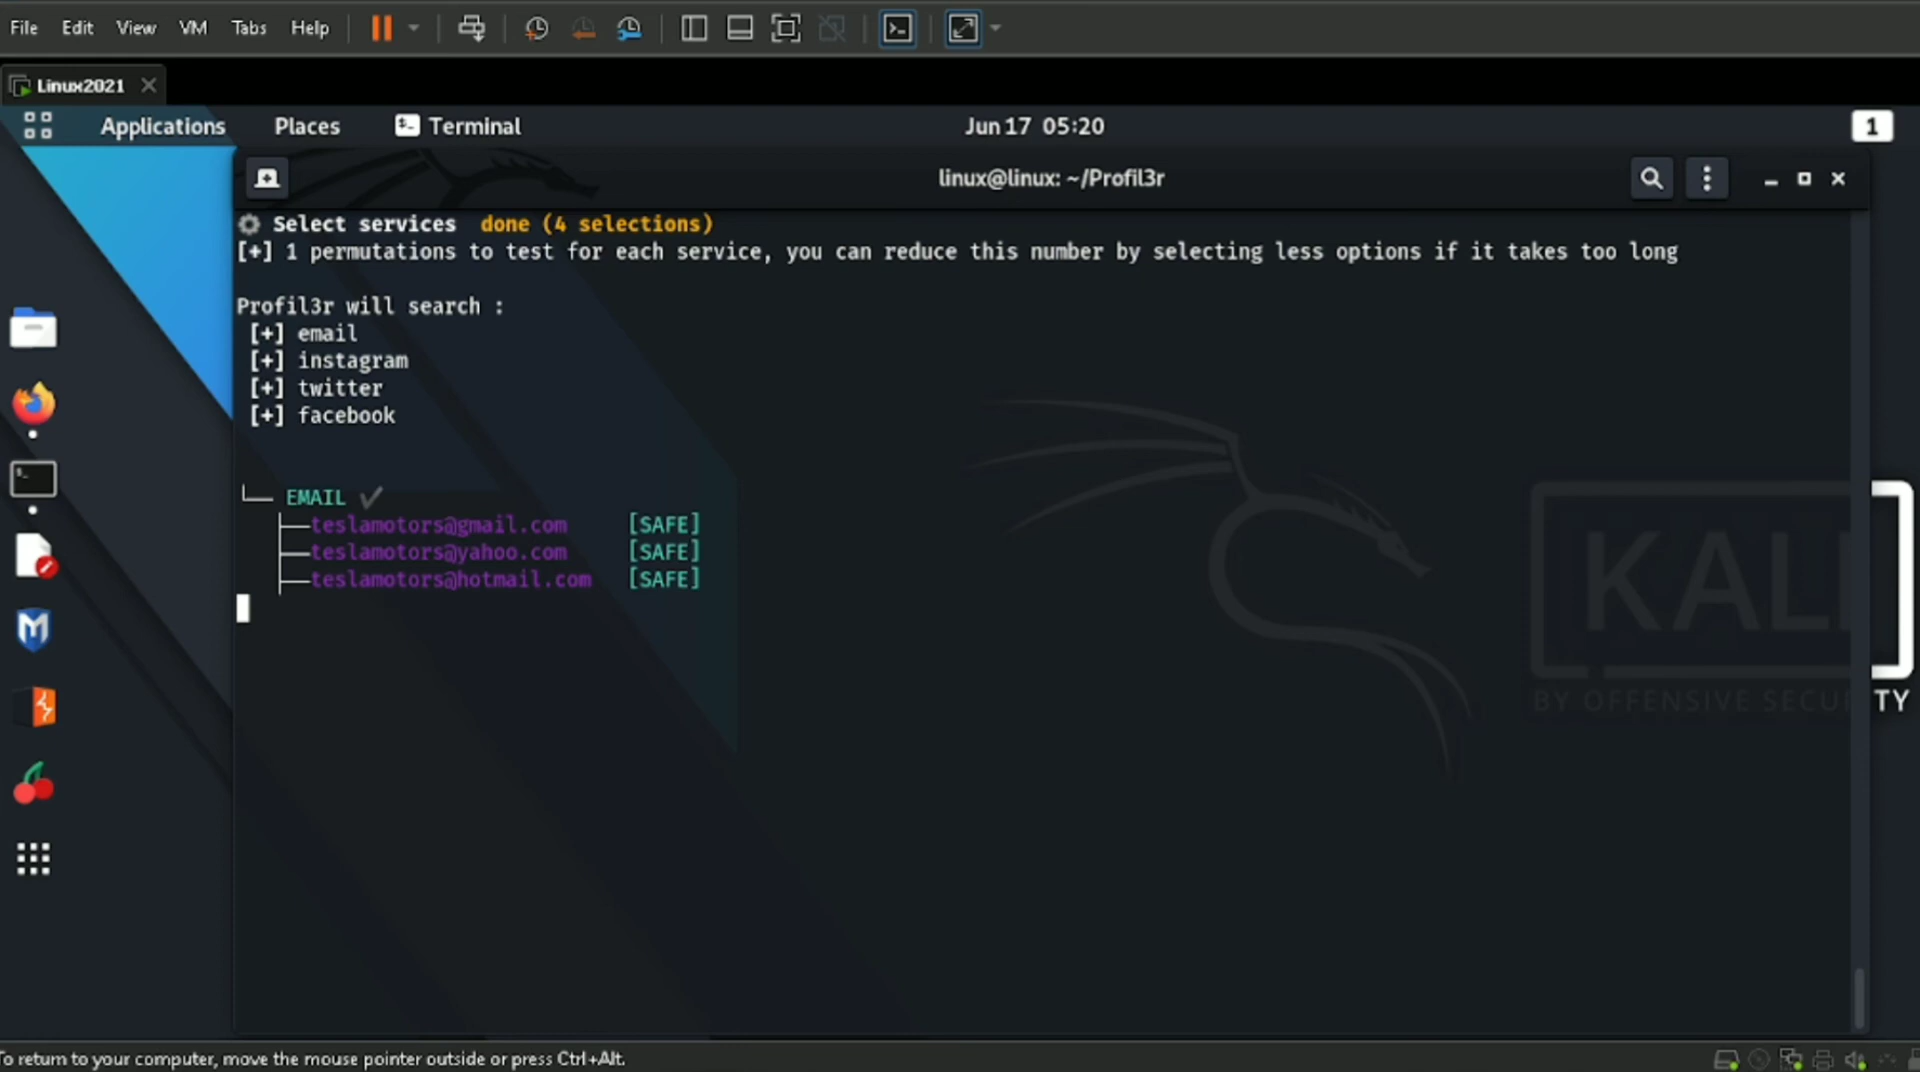 File Edit View VM Tabs Help
Linux2021
Applications Places Terminal Jun 17 05:20 1
linux@linux: ~/Profil3r
Select services done (4 selections)
[+] 1 permutations to test for each service, you can reduce this number by selecting less options if it takes too long
Profil3r will search :
[+] email
[+] instagram
[+] twitter
[+] facebook
EMAIL ✔
teslamotors@gmail.com [SAFE]
teslamotors@yahoo.com [SAFE]
teslamotors@hotmail.com [SAFE]
KALI
BY OFFENSIVE SECURITY
To return to your computer, move the mouse pointer outside or press Ctrl+Alt.